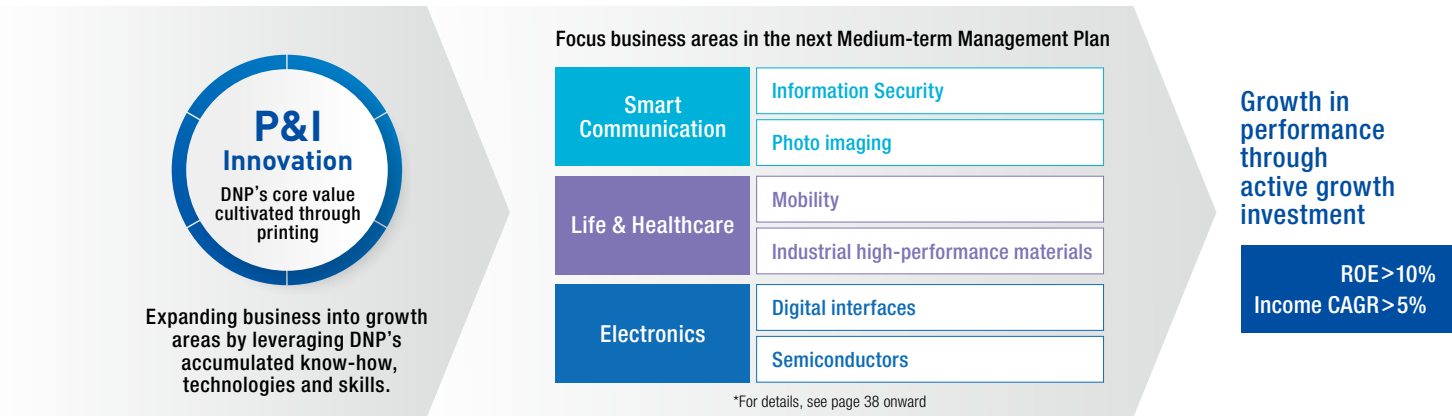 P&I
Innovation
DNP's core value
cultivated through
printing
Expanding business into growth
areas by leveraging DNP's
accumulated know-how,
technologies and skills.
Focus business areas in the next Medium-term Management Plan
Smart
Communication
Information Security
Photo imaging
Life & Healthcare
Mobility
Industrial high-performance materials
Electronics
Digital interfaces
Semiconductors
*For details, see page 38 onward
Growth in
performance
through
active growth
investment
ROE>10%
Income CAGR>5%